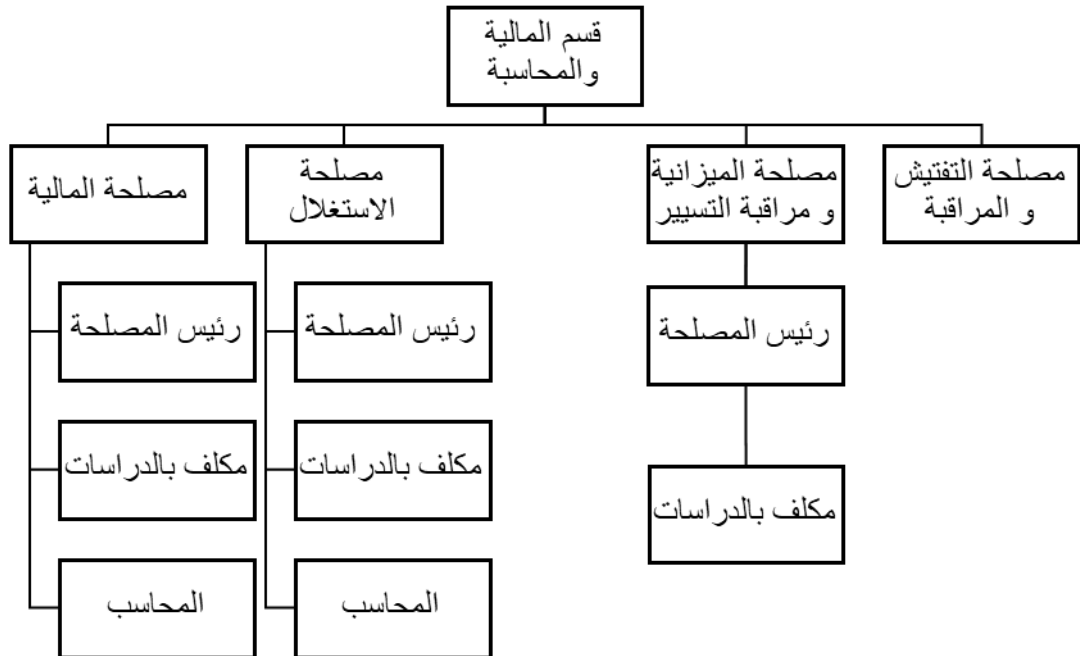 قسم المالية
والمحاسبة
مصلحة التفتيش
و المراقبة
مصلحة الميزانية
و مراقبة التسيير
مصلحة
الاستغلال
مصلحة المالية
رئيس المصلحة
رئيس المصلحة
رئيس المصلحة
مكلف بالدراسات
مكلف بالدراسات
مكلف بالدراسات
المحاسب
المحاسب